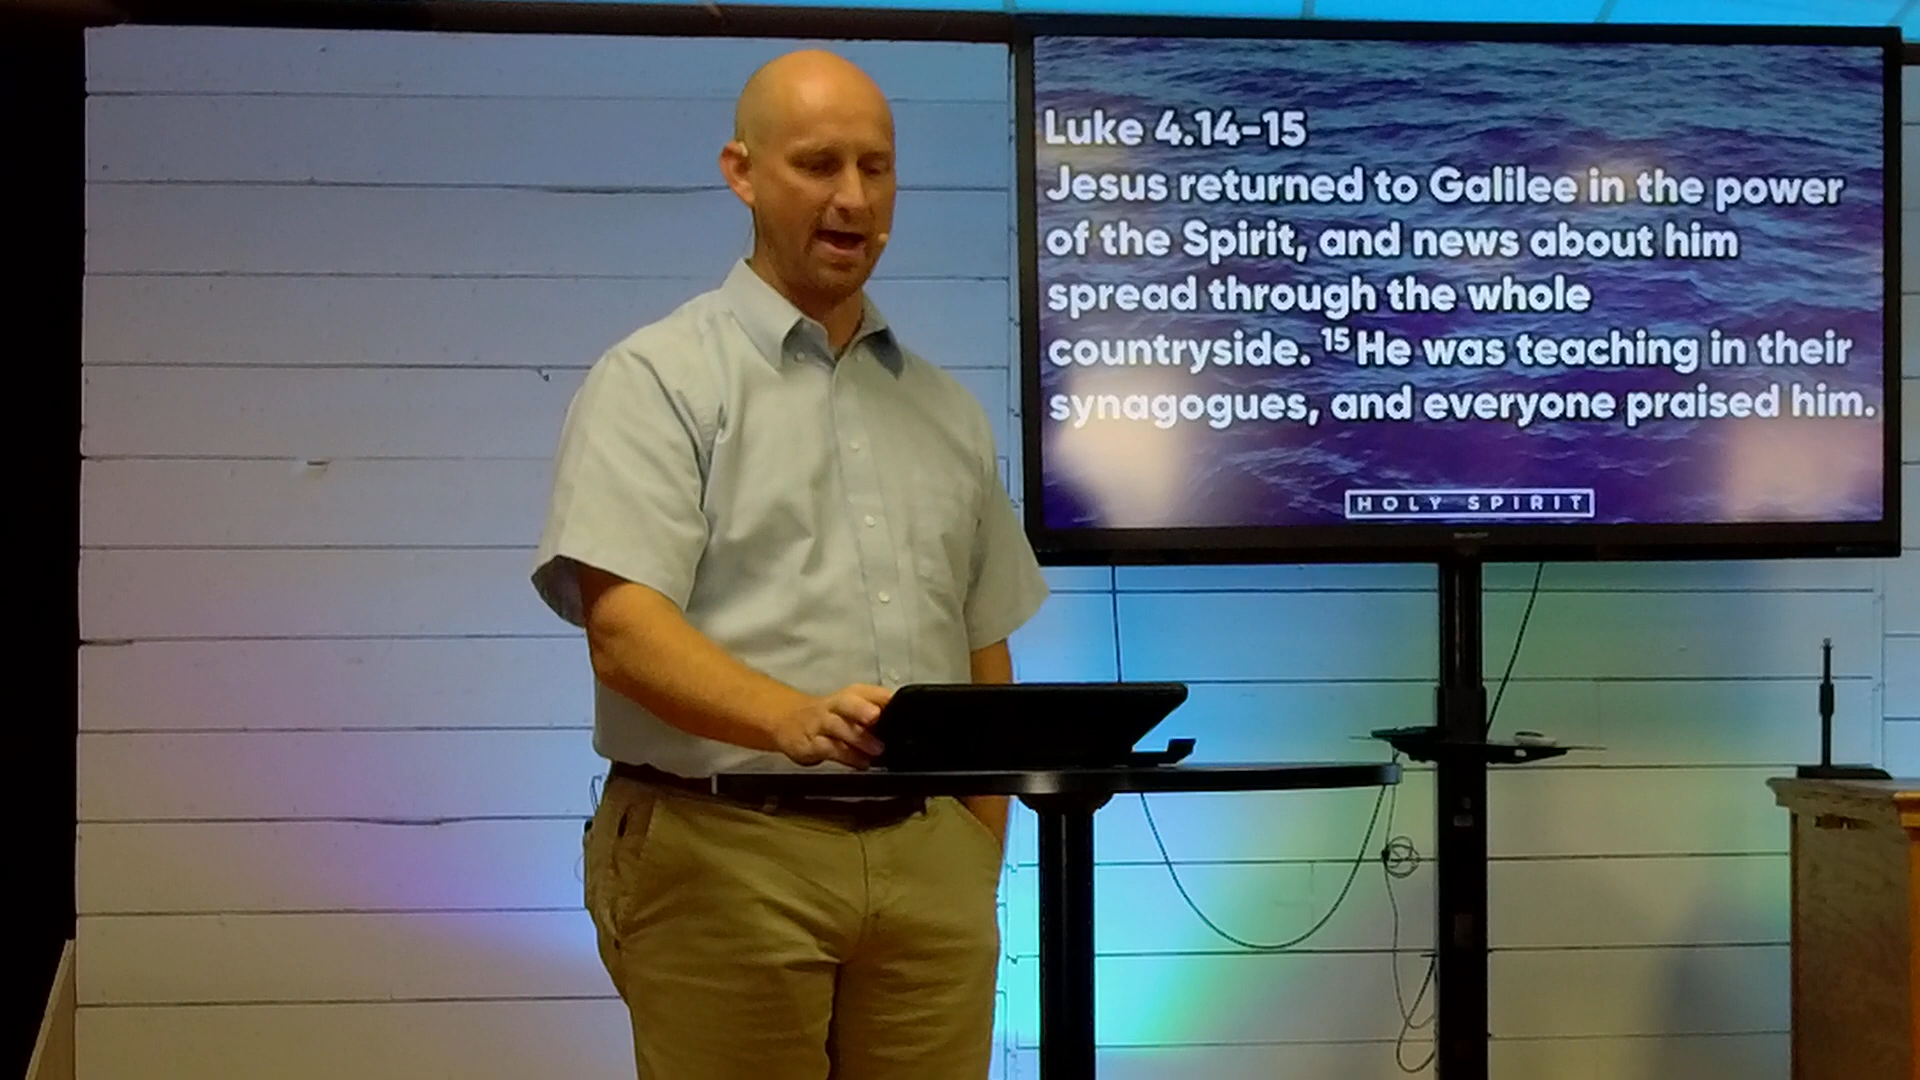 Luke 4.14-15
Jesus returned to Galilee in the power
of the Spirit, and news about him
spread through the whole
countryside. 15 He was teaching in their
synagogues, and everyone praised him.
HOLY SPIRIT